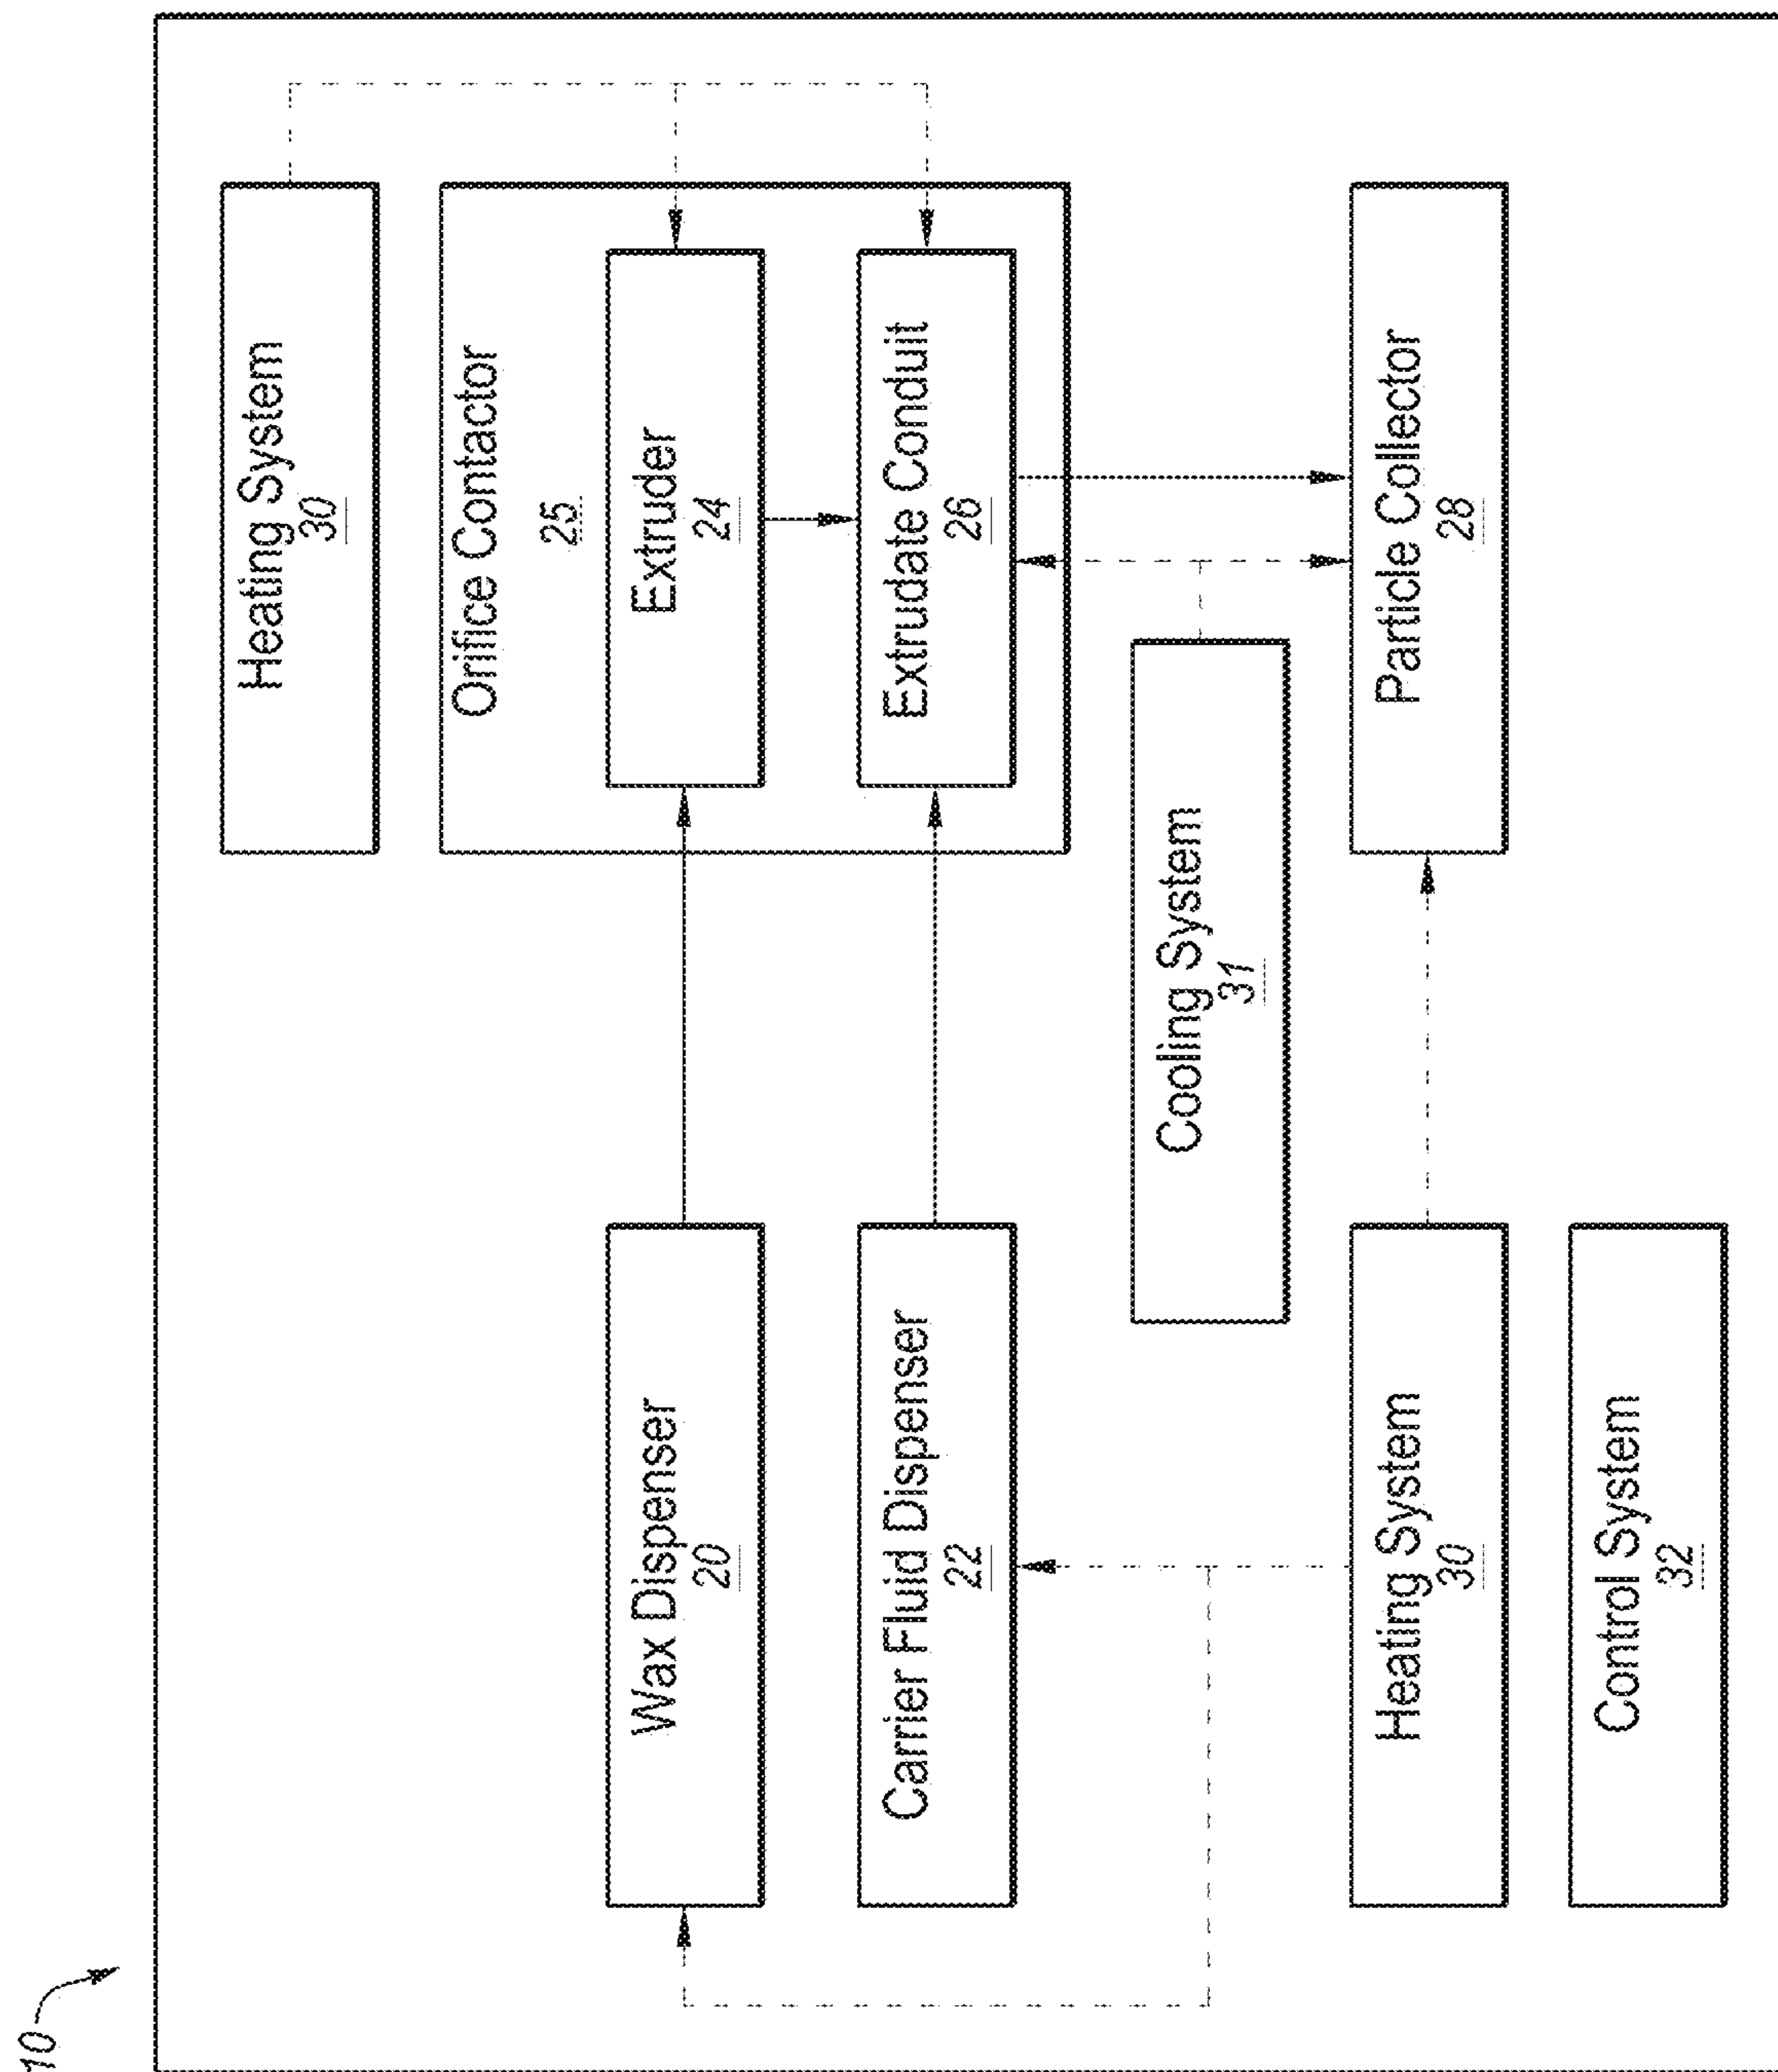 10
Heating System
30
Orifice Contactor
25
Wax Dispenser
20
Extruder
24
Carrier Fluid Dispenser
22
Extrudate Conduit
26
Cooling System
31
Heating System
30
Particle Collector
28
Control System
32